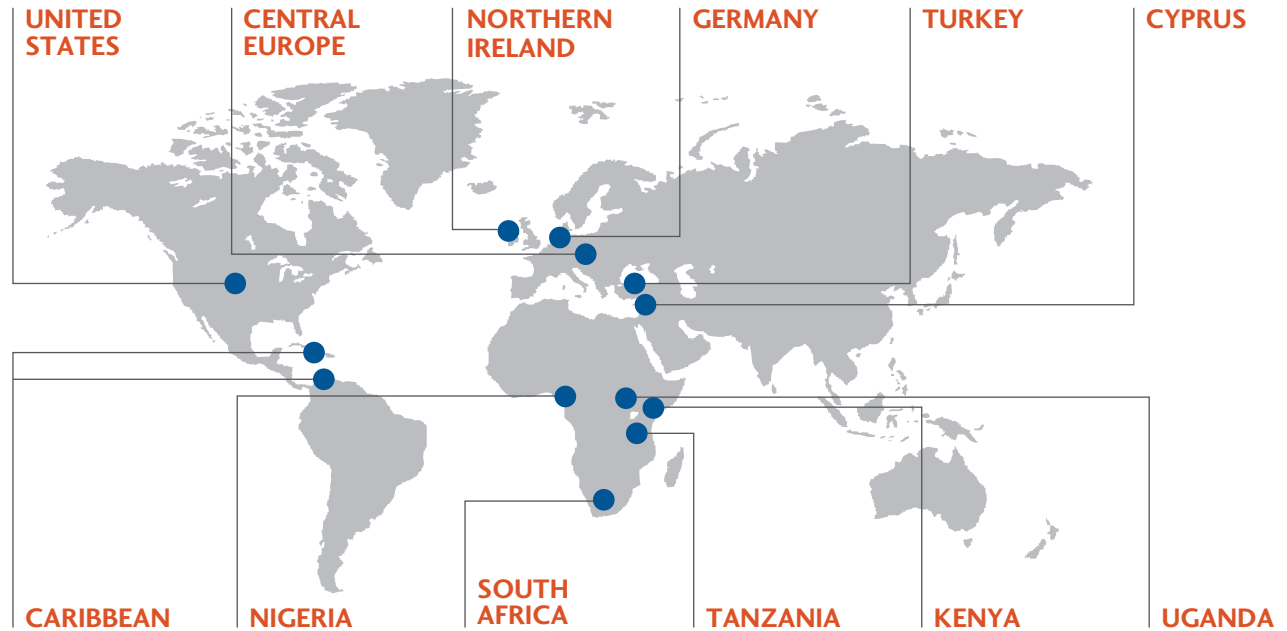 UNITED
STATES
CENTRAL
EUROPE
NORTHERN
IRELAND
GERMANY
TURKEY
CYPRUS
CARIBBEAN
NIGERIA
SOUTH
AFRICA
TANZANIA
KENYA
UGANDA